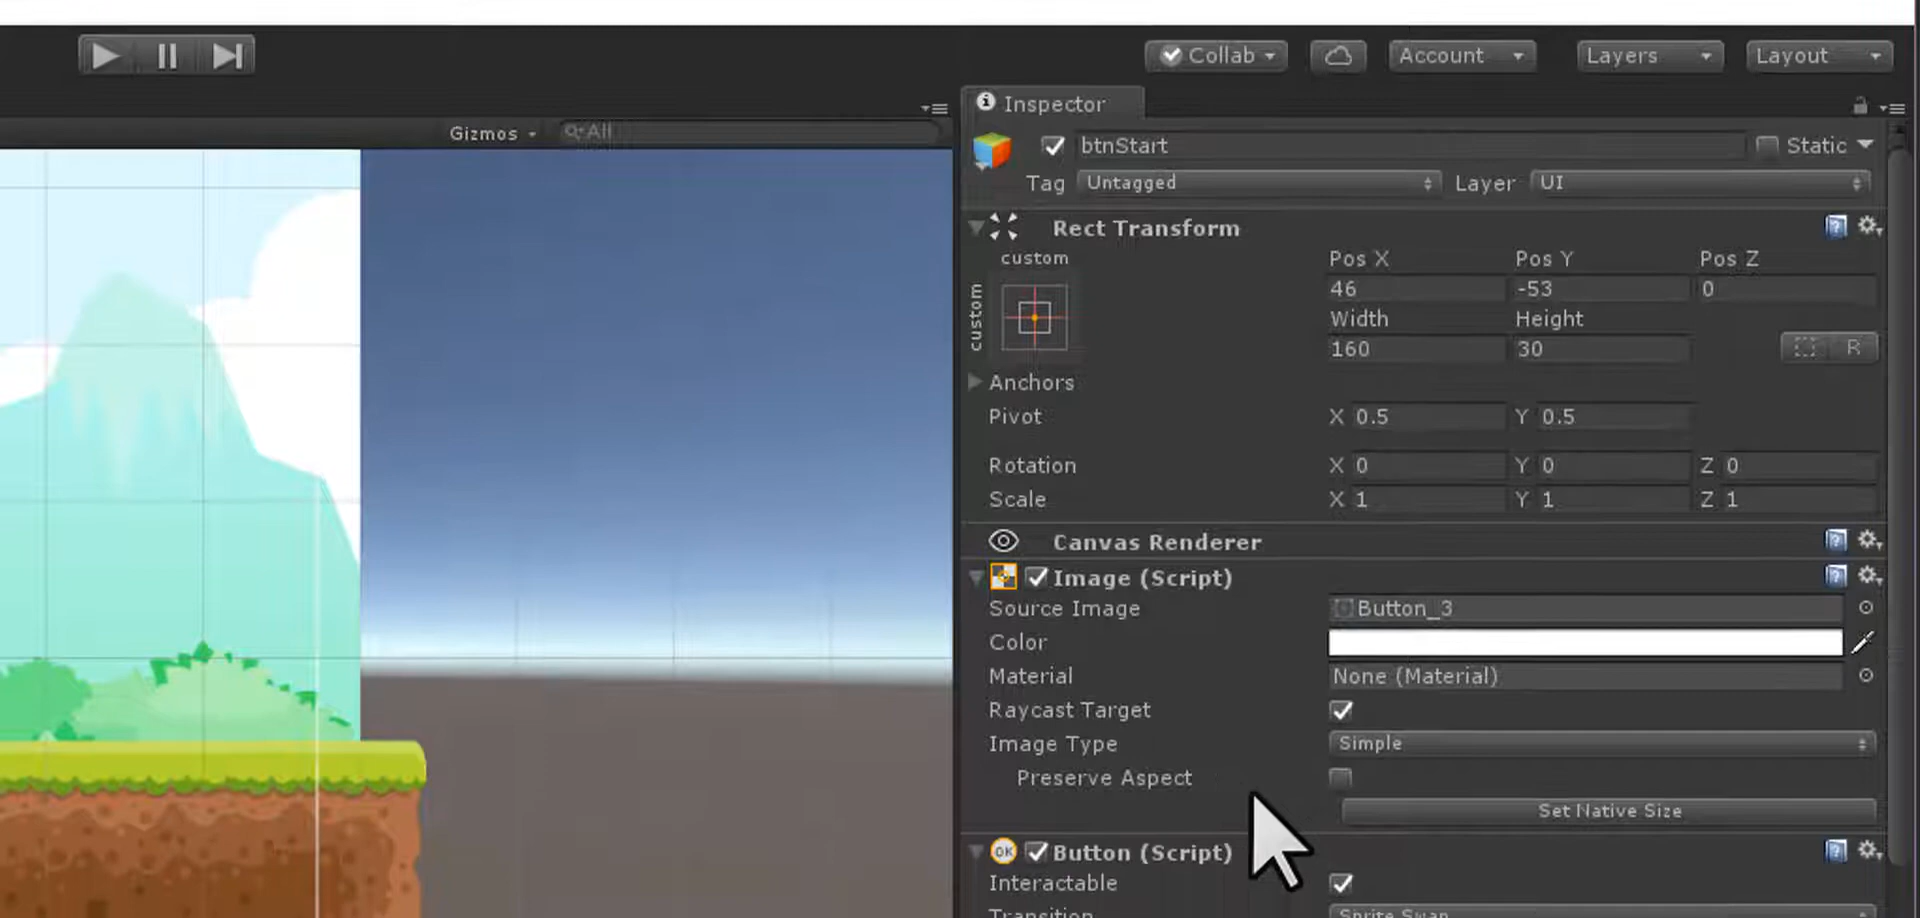 Collab
Account
Layers
Layout
Inspector
Gizmos
All
btnStart
Static
Tag Untagged Layer UI
Rect Transform
custom
custom
Pos X Pos Y Pos Z
46 -53 0
Width Height
160 30
R
Anchors
Pivot X 0.5 Y 0.5
Rotation X 0 Y 0 Z 0
Scale X 1 Y 1 Z 1
Canvas Renderer
Image (Script)
Source Image Button_3
Color
Material None (Material)
Raycast Target
Image Type Simple
Preserve Aspect
Set Native Size
OK Button (Script)
Interactable
Transition Sprite Swap